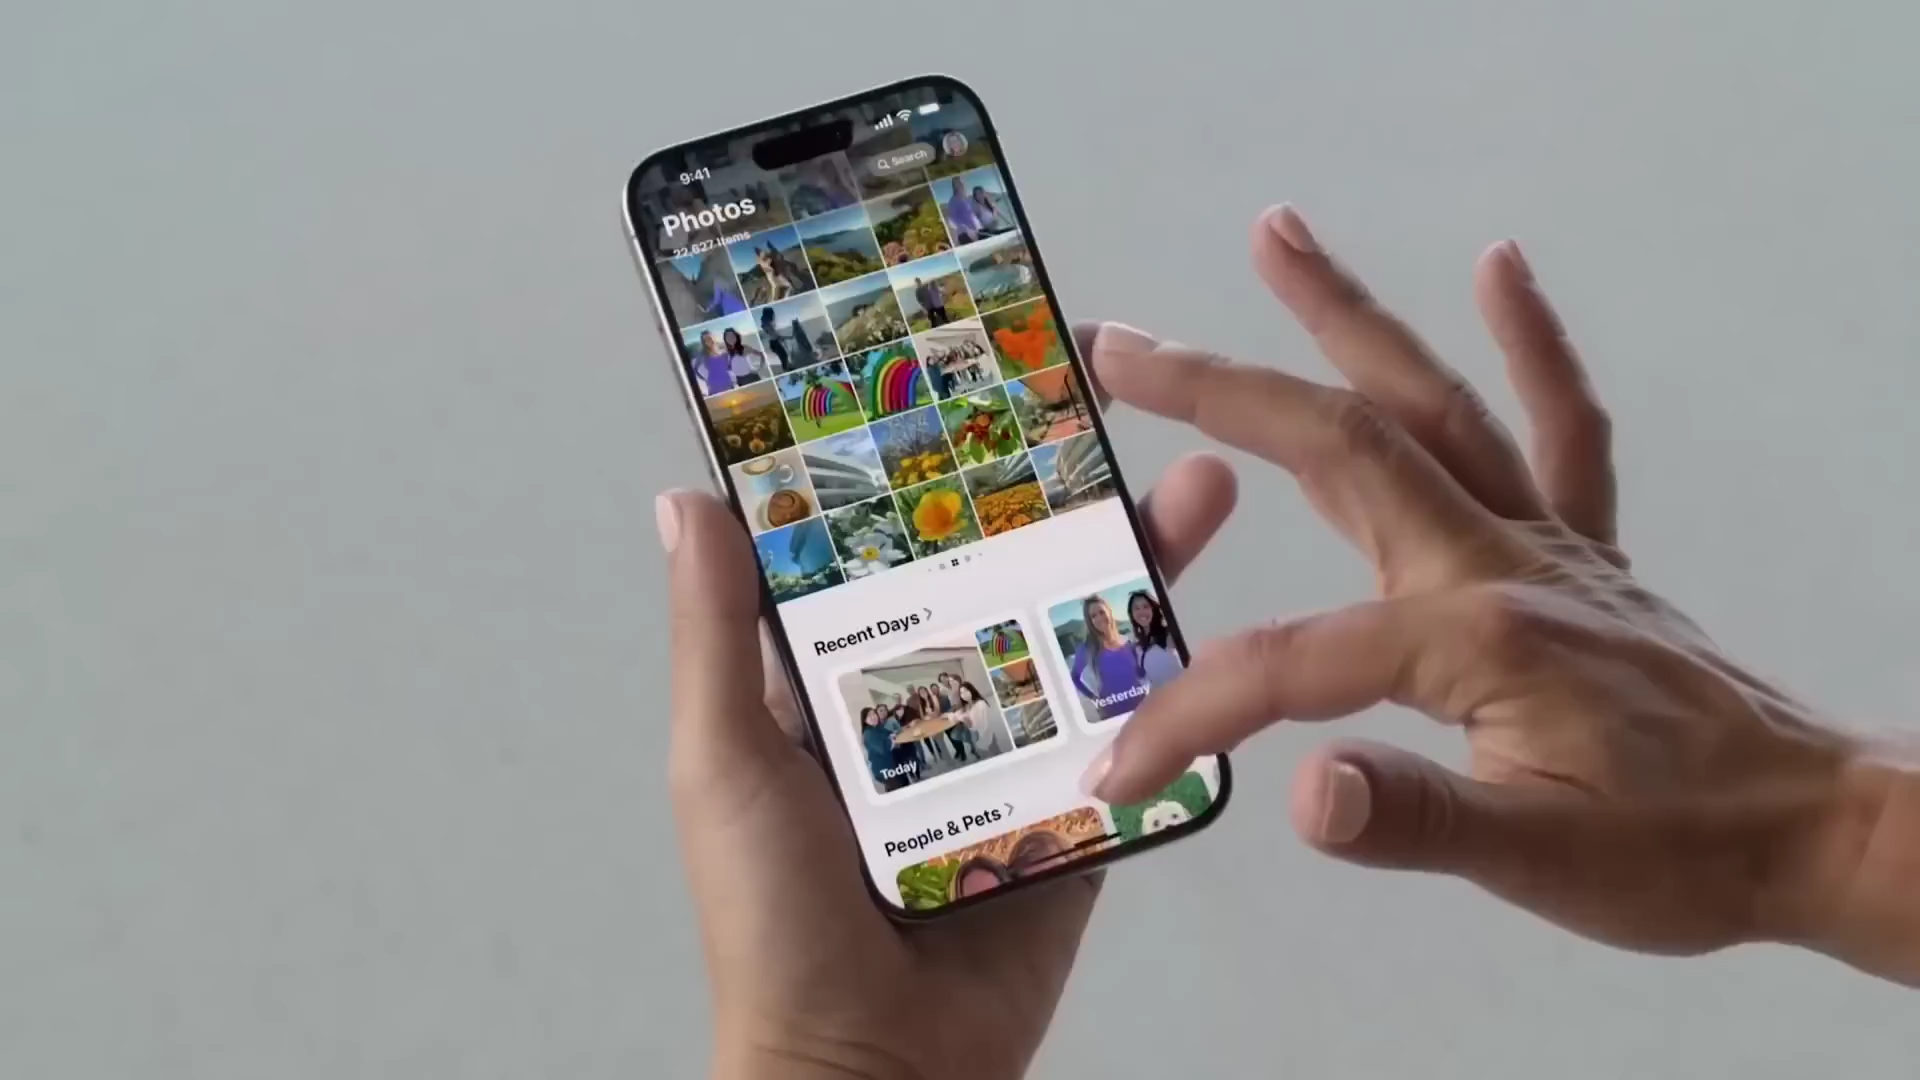 9:41
Search
Photos
22,627 Items
Recent Days
Today
Yesterday
People & Pets